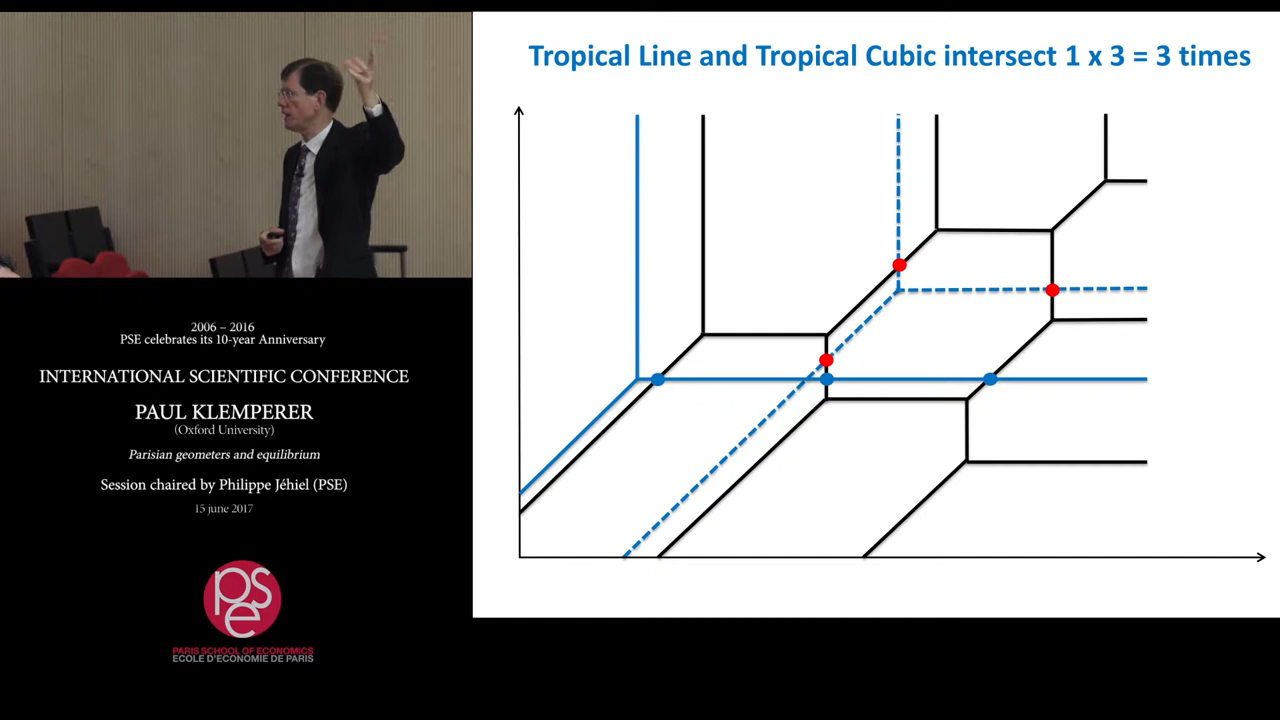 Tropical Line and Tropical Cubic intersect 1 x 3 = 3 times
2006 – 2016
PSE celebrates its 10-year Anniversary
INTERNATIONAL SCIENTIFIC CONFERENCE
PAUL KLEMPERER
(Oxford University)
Parisian geometers and equilibrium
Session chaired by Philippe Jéhiel (PSE)
15 june 2017
pse
PARIS SCHOOL OF ECONOMICS
ECOLE D'ECONOMIE DE PARIS